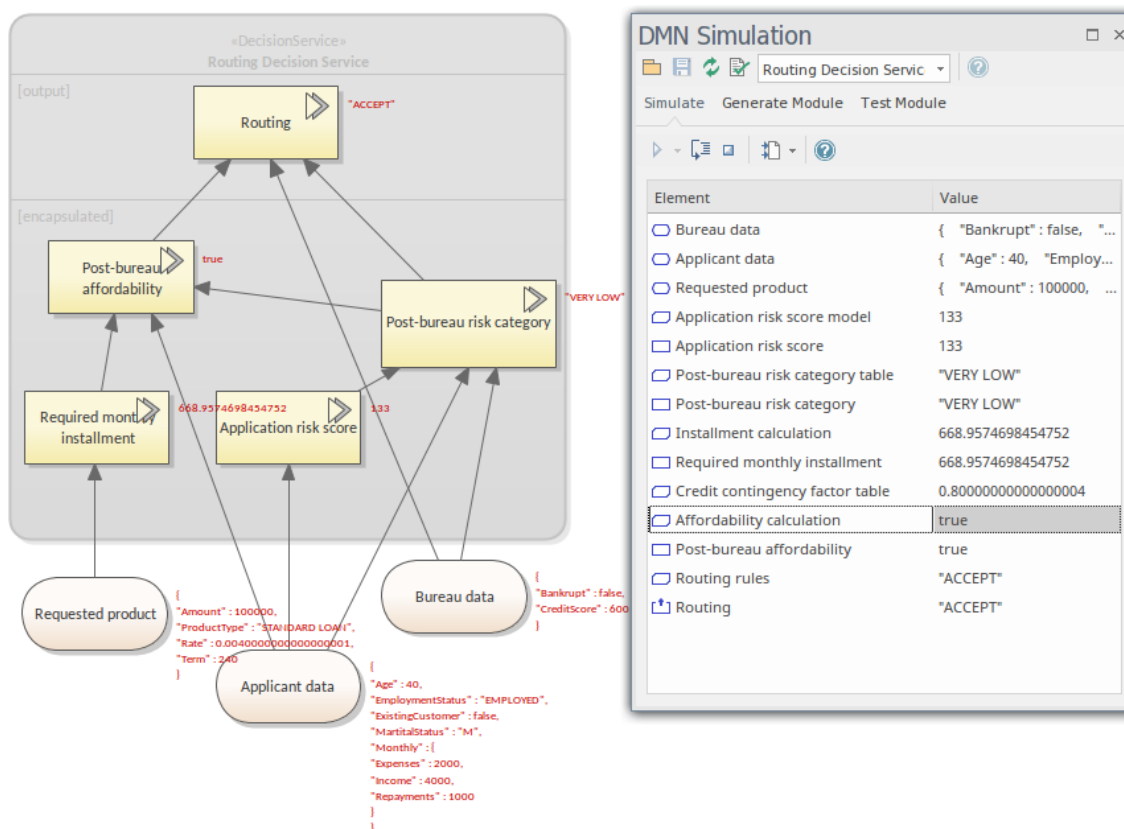 «DecisionService»
Routing Decision Service
[output]
Routing
"ACCEPT"
[encapsulated]
Post-bureau
affordability
true
Post-bureau risk category
"VERY LOW"
Required monthly
installment
668.9574698454752
Application risk score
133
Requested product
{
"Amount" : 100000,
"ProductType" : "STANDARD LOAN",
"Rate" : 0.0040000000000000001,
"Term" : 240
}
Bureau data
{
"Bankrupt" : false,
"CreditScore" : 600
}
Applicant data
{
"Age" : 40,
"EmploymentStatus" : "EMPLOYED",
"ExistingCustomer" : false,
"MartitalStatus" : "M",
"Monthly" : {
"Expenses" : 2000,
"Income" : 4000,
"Repayments" : 1000
}
}
DMN Simulation
Routing Decision Servic
Simulate Generate Module Test Module
Element Value
Bureau data { "Bankrupt" : false, "...
Applicant data { "Age" : 40, "Employ...
Requested product { "Amount" : 100000, ...
Application risk score model 133
Application risk score 133
Post-bureau risk category table "VERY LOW"
Post-bureau risk category "VERY LOW"
Installment calculation 668.9574698454752
Required monthly installment 668.9574698454752
Credit contingency factor table 0.80000000000000004
Affordability calculation true
Post-bureau affordability true
Routing rules "ACCEPT"
Routing "ACCEPT"